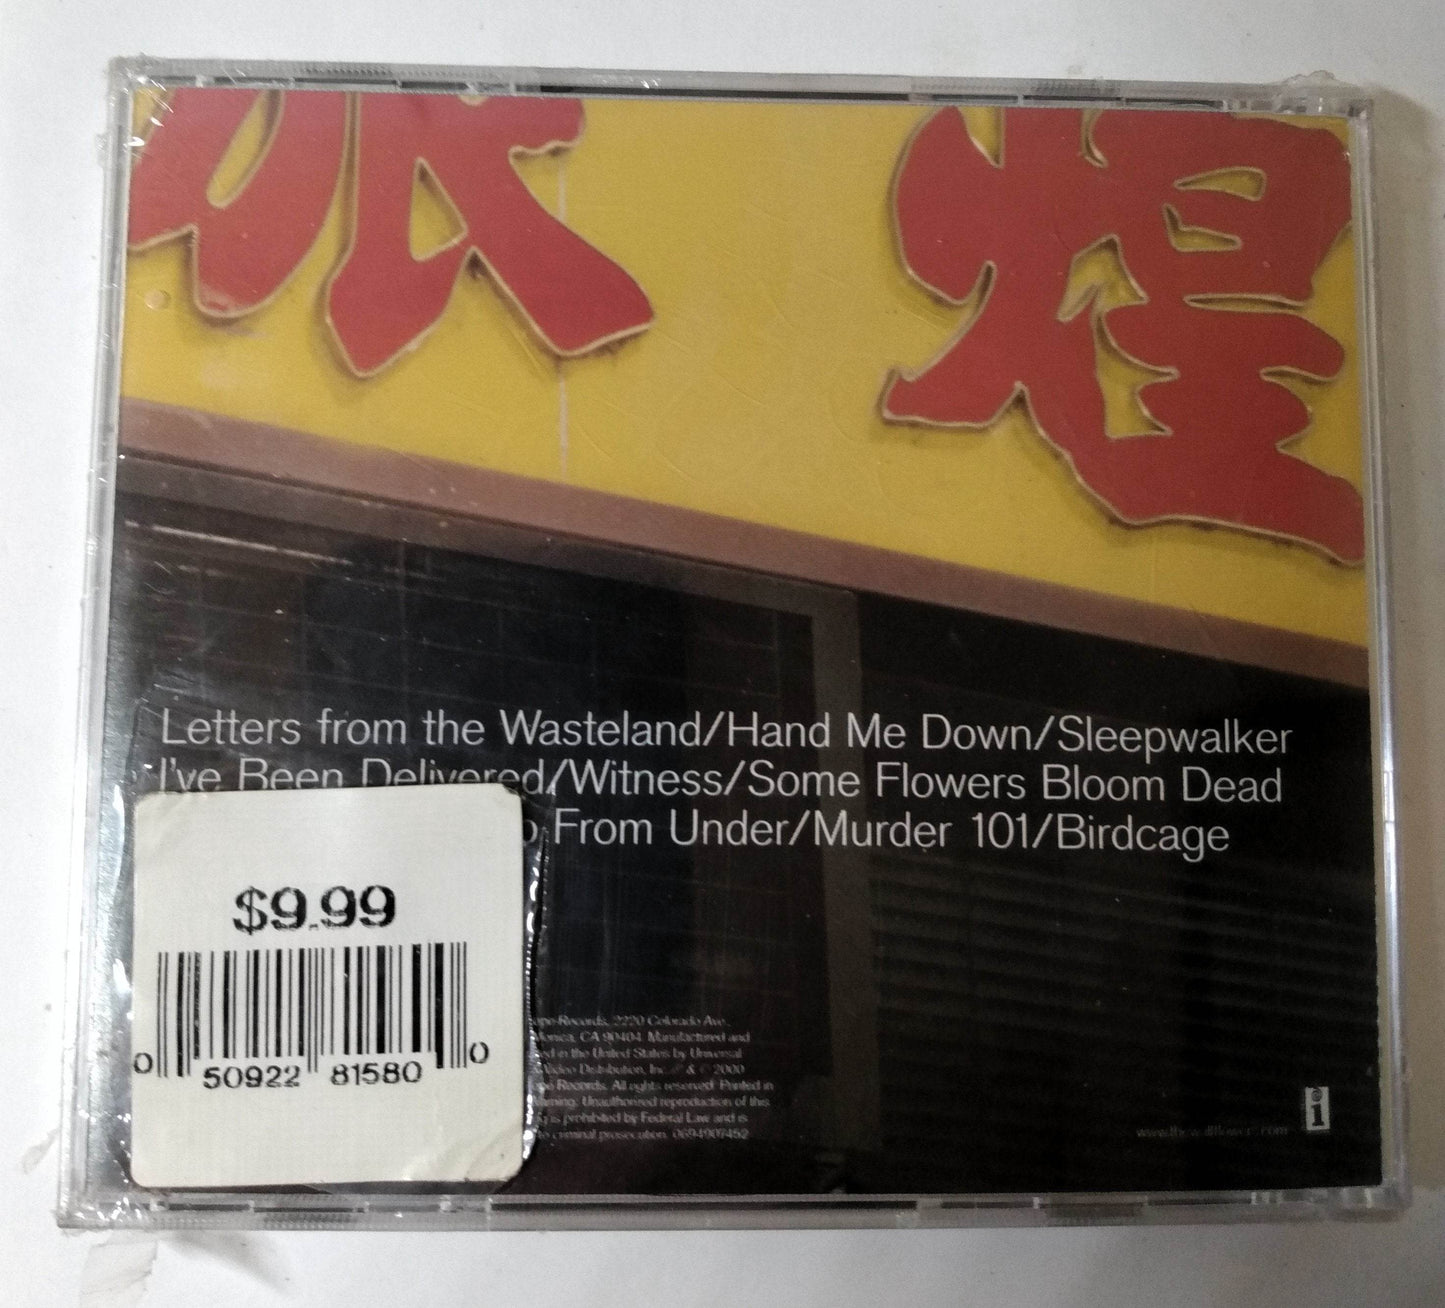 煌
Letters from the Wasteland/Hand Me Down/Sleepwalker
I've Been Delivered/Witness/Some Flowers Bloom Dead
From Under/Murder 101/Birdcage
$9.99
0 50922 81580 0
Records, 2220 Colorado Ave.
CA 90404. Manufactured and
in the United States by Universal
Video Distribution, Inc. & 2000
Records. All rights reserved. Printed in
Unauthorized reproduction of this
is prohibited by Federal Law and is
to criminal prosecution. 0694907452
i